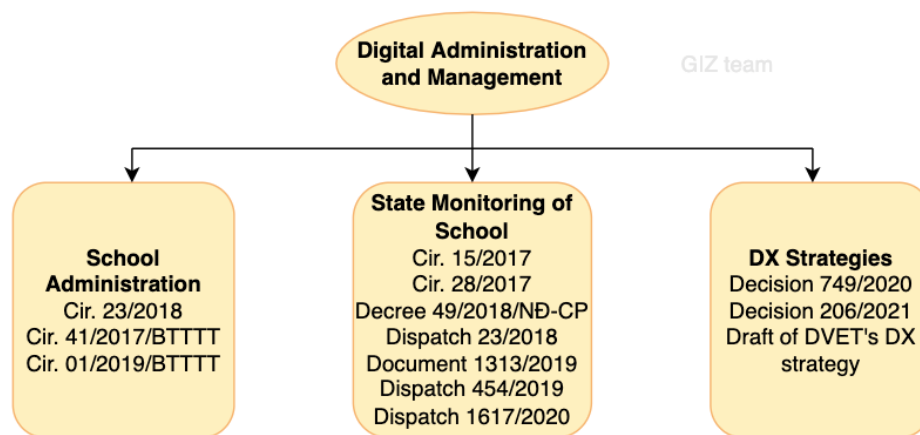 Digital Administration
and Management
GIZ team
School
Administration
Cir. 23/2018
Cir. 41/2017/BTTTT
Cir. 01/2019/BTTTT
State Monitoring of
School
Cir. 15/2017
Cir. 28/2017
Decree 49/2018/NĐ-CP
Dispatch 23/2018
Document 1313/2019
Dispatch 454/2019
Dispatch 1617/2020
DX Strategies
Decision 749/2020
Decision 206/2021
Draft of DVET's DX
strategy